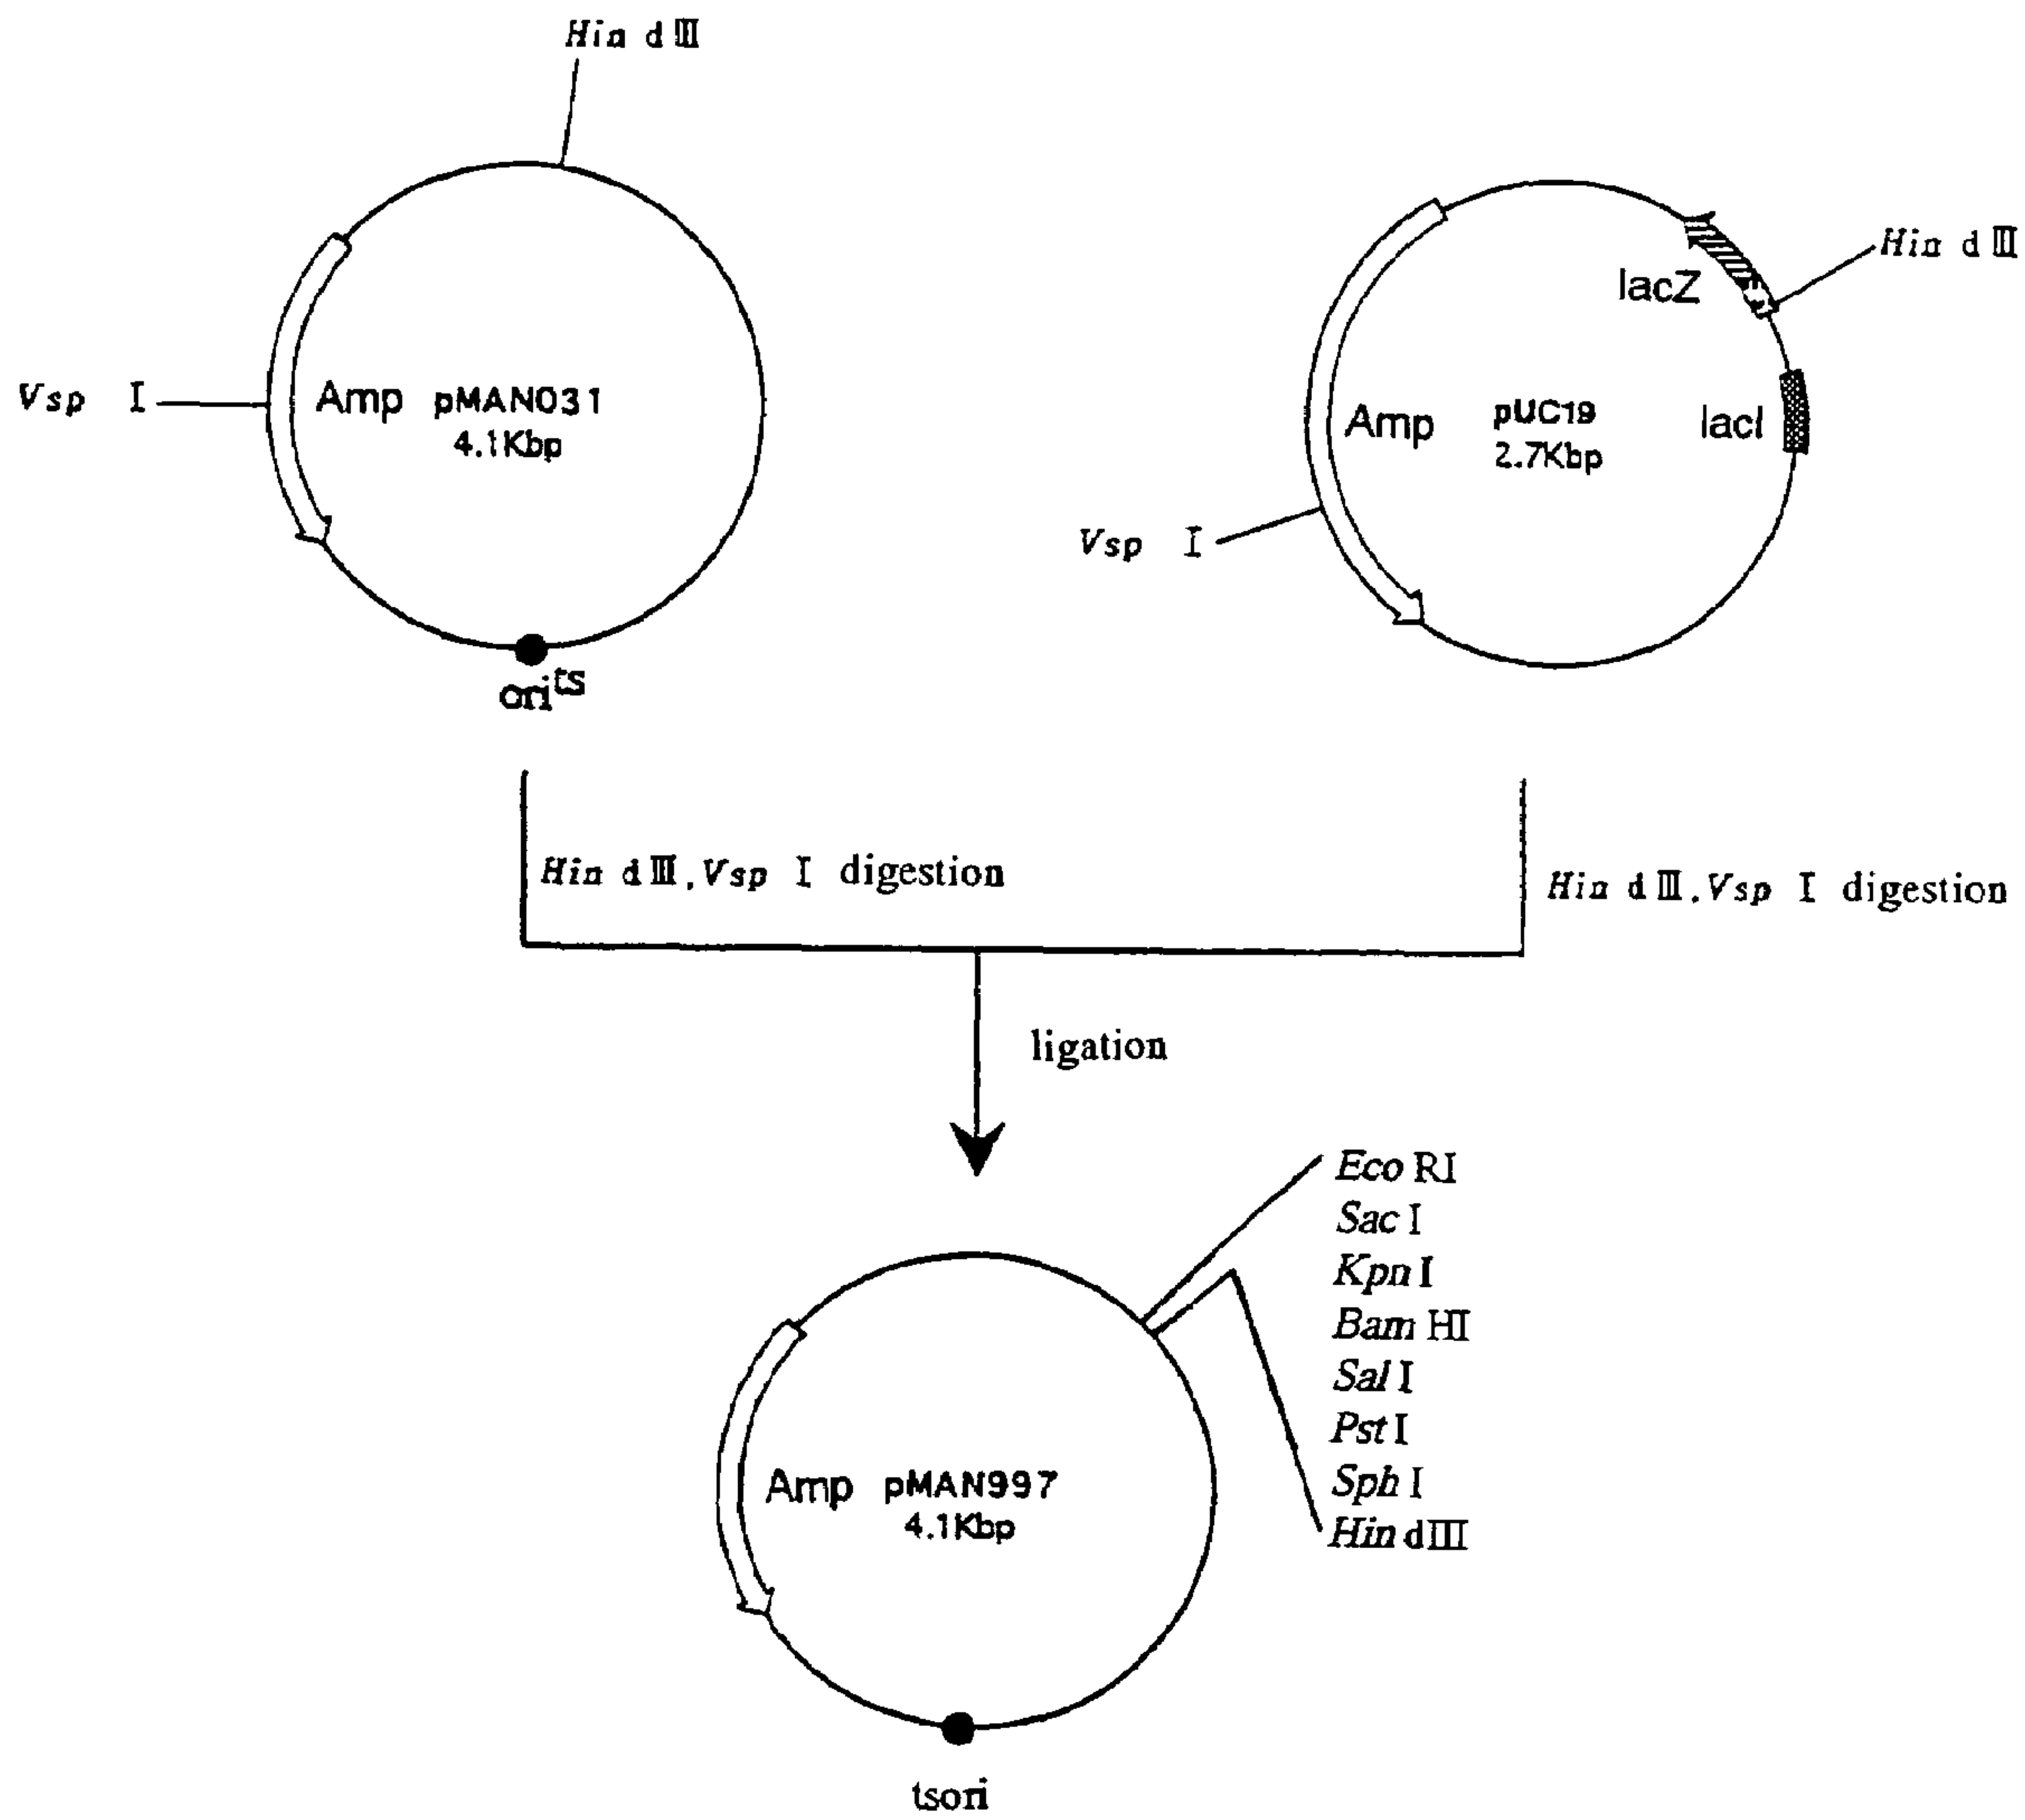 Hin dⅢ
Vsp Ⅰ
Amp pMAN031
4.1Kbp
oriᵗˢ
Hin dⅢ
lacZ
lacI
Amp
pUC19
2.7Kbp
Vsp Ⅰ
Hin dⅢ,Vsp Ⅰ digestion
Hin dⅢ,Vsp Ⅰ digestion
ligation
Eco RI
Sac I
Kpn I
Bam HI
Sal I
Pst I
Sph I
Hin dⅢ
Amp pMAN997
4.1Kbp
tsori